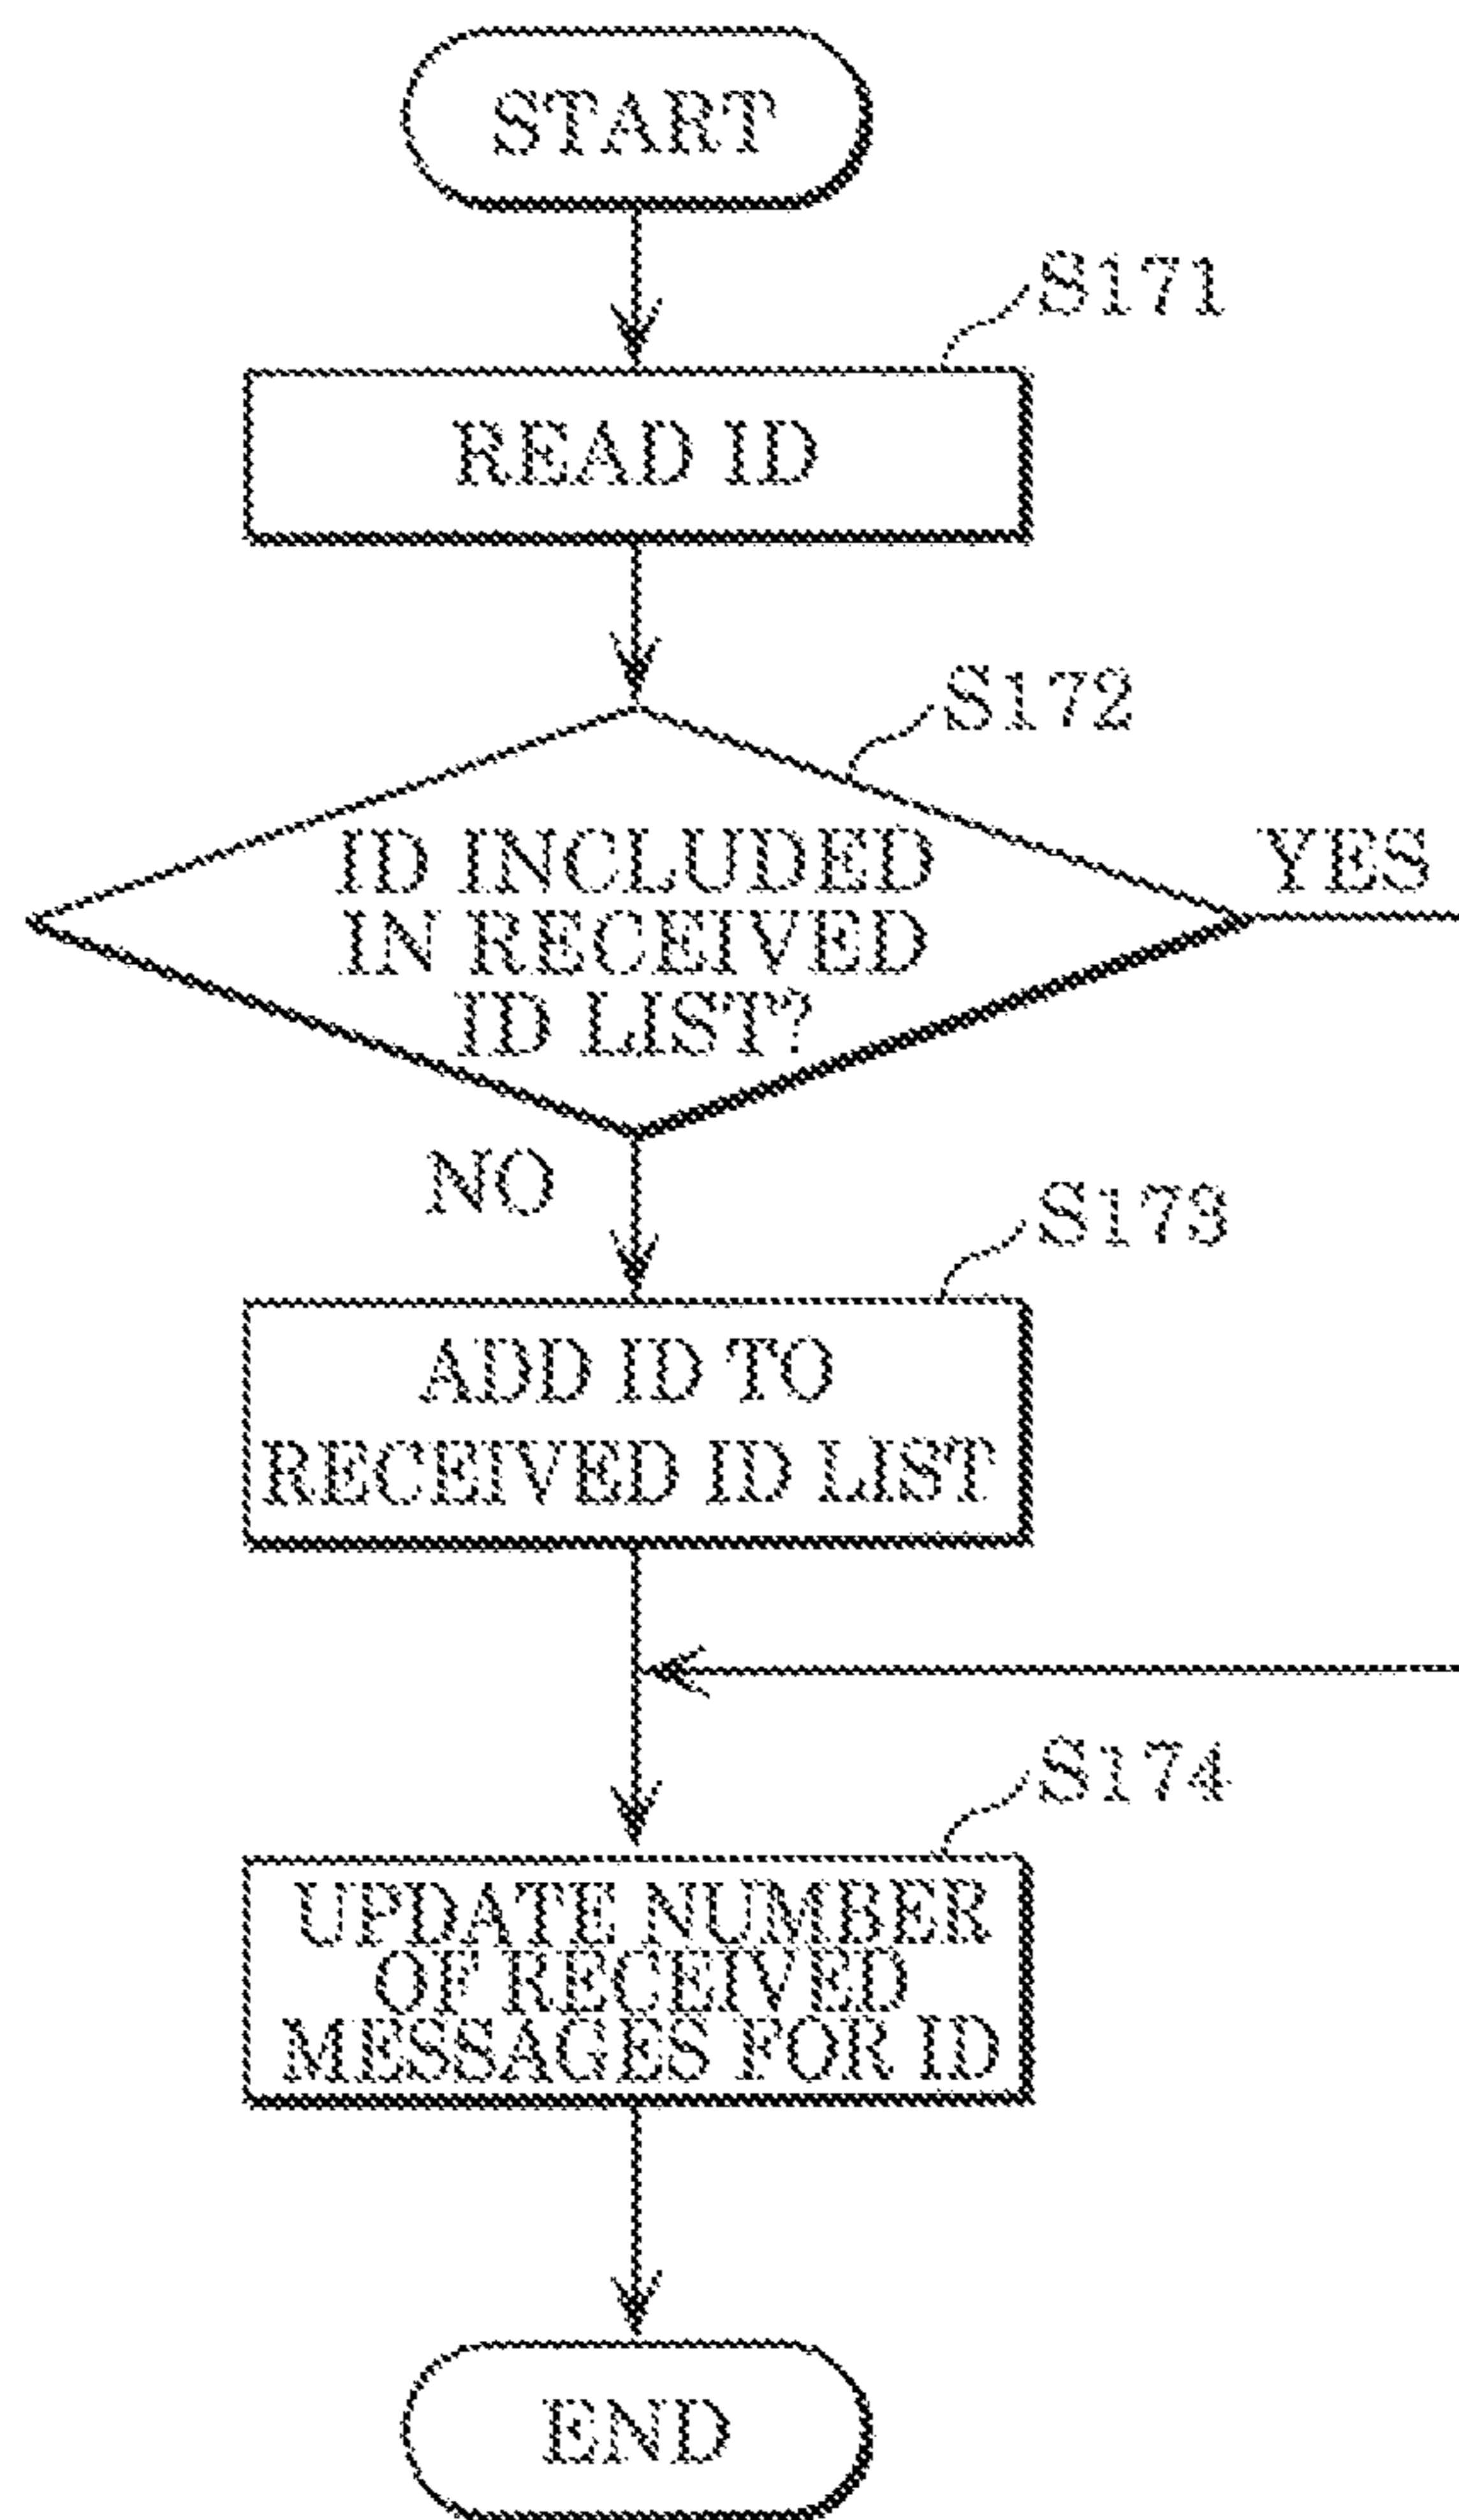 START
S171
READ ID
S172
ID INCLUDED
IN RECEIVED
ID LIST?
YES
NO
S173
ADD ID TO
RECEIVED ID LIST
S174
UPDATE NUMBER
OF RECEIVED
MESSAGES FOR ID
END